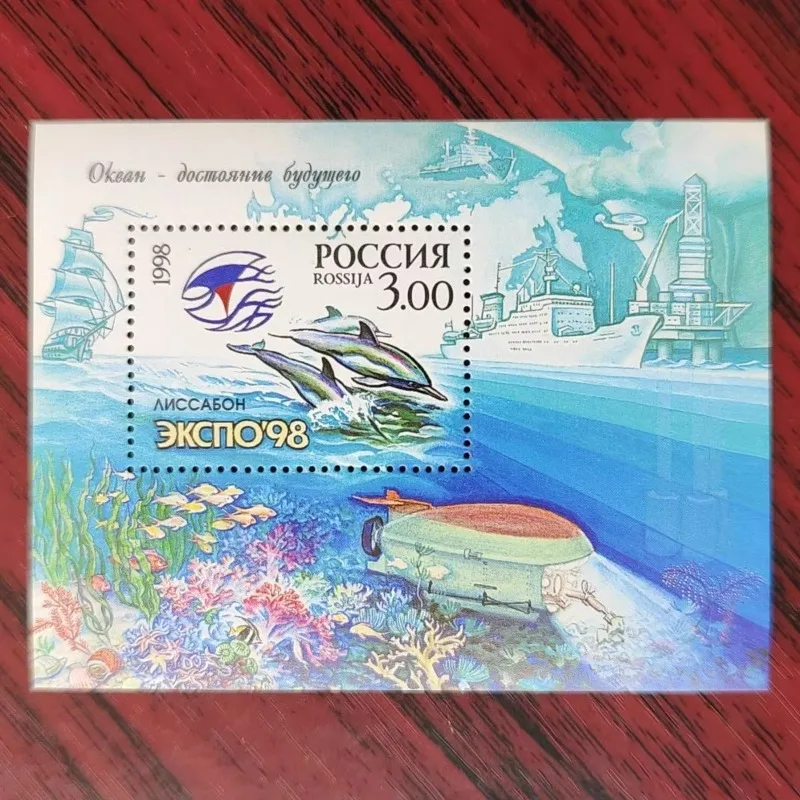 Океан - достояние будущего
1998
РОССИЯ
ROSSIJA
3.00
ЛИССАБОН
ЭКСПО'98